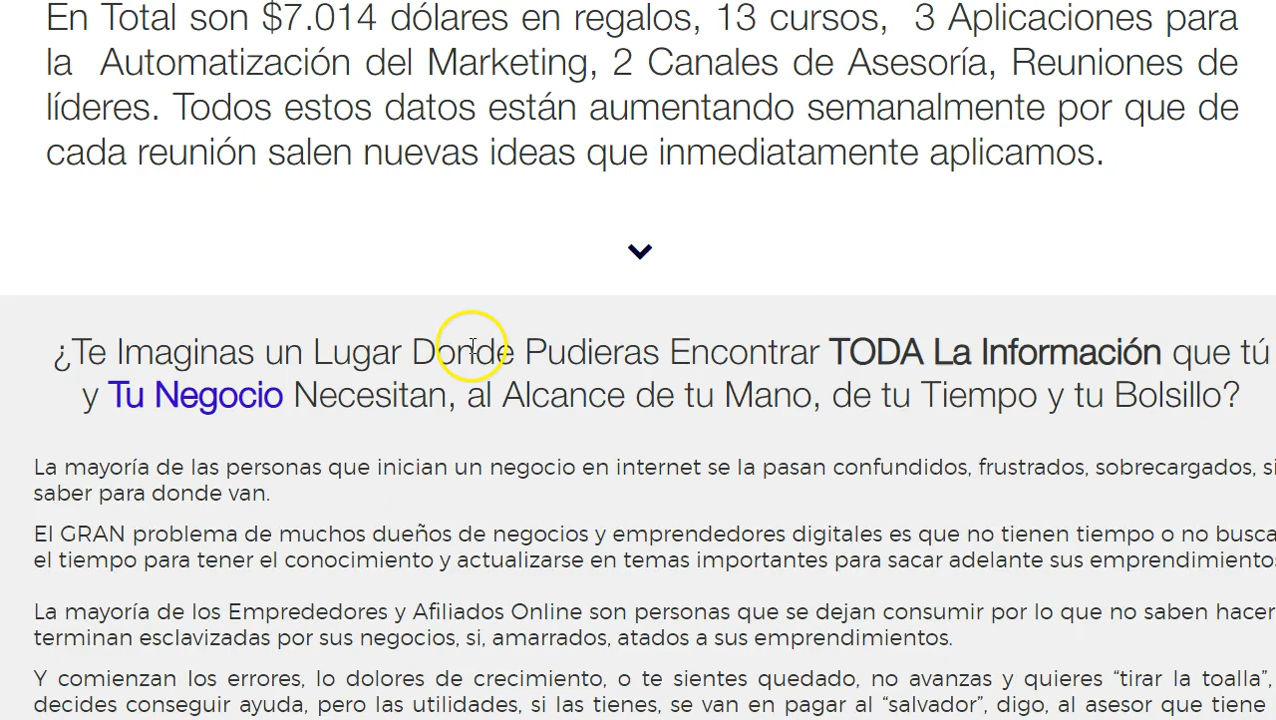 En Total son $7.014 dólares en regalos, 13 cursos, 3 Aplicaciones para
la Automatización del Marketing, 2 Canales de Asesoría, Reuniones de
líderes. Todos estos datos están aumentando semanalmente por que de
cada reunión salen nuevas ideas que inmediatamente aplicamos.
¿Te Imaginas un Lugar Donde Pudieras Encontrar TODA La Información que tú
y Tu Negocio Necesitan, al Alcance de tu Mano, de tu Tiempo y tu Bolsillo?
La mayoría de las personas que inician un negocio en internet se la pasan confundidos, frustrados, sobrecargados, si
saber para donde van.
El GRAN problema de muchos dueños de negocios y emprendedores digitales es que no tienen tiempo o no busca
el tiempo para tener el conocimiento y actualizarse en temas importantes para sacar adelante sus emprendimientos
La mayoría de los Emprededores y Afiliados Online son personas que se dejan consumir por lo que no saben hacer
terminan esclavizadas por sus negocios, si, amarrados, atados a sus emprendimientos.
Y comienzan los errores, lo dolores de crecimiento, o te sientes quedado, no avanzas y quieres “tirar la toalla”,
decides conseguir ayuda, pero las utilidades, si las tienes, se van en pagar al “salvador”, digo, al asesor que tiene